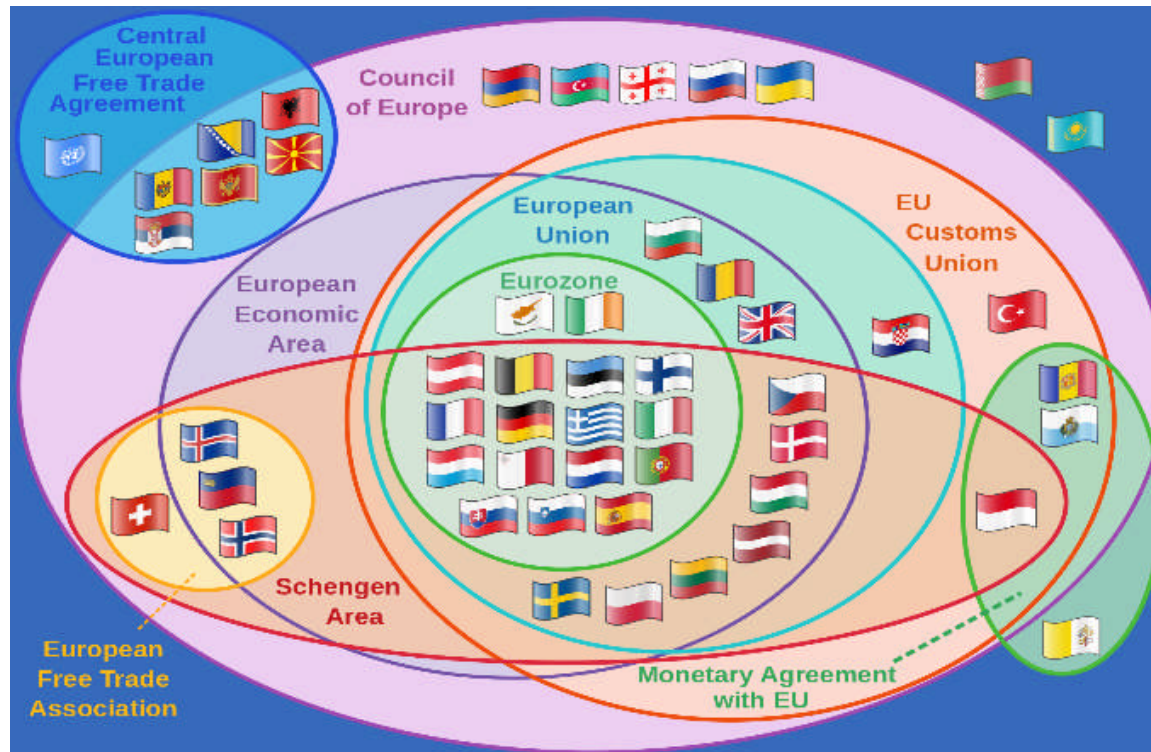 Central
European
Free Trade
Agreement
Council
of Europe
European
Union
EU
Customs
Union
Eurozone
European
Economic
Area
Schengen
Area
European
Free Trade
Association
Monetary Agreement
with EU